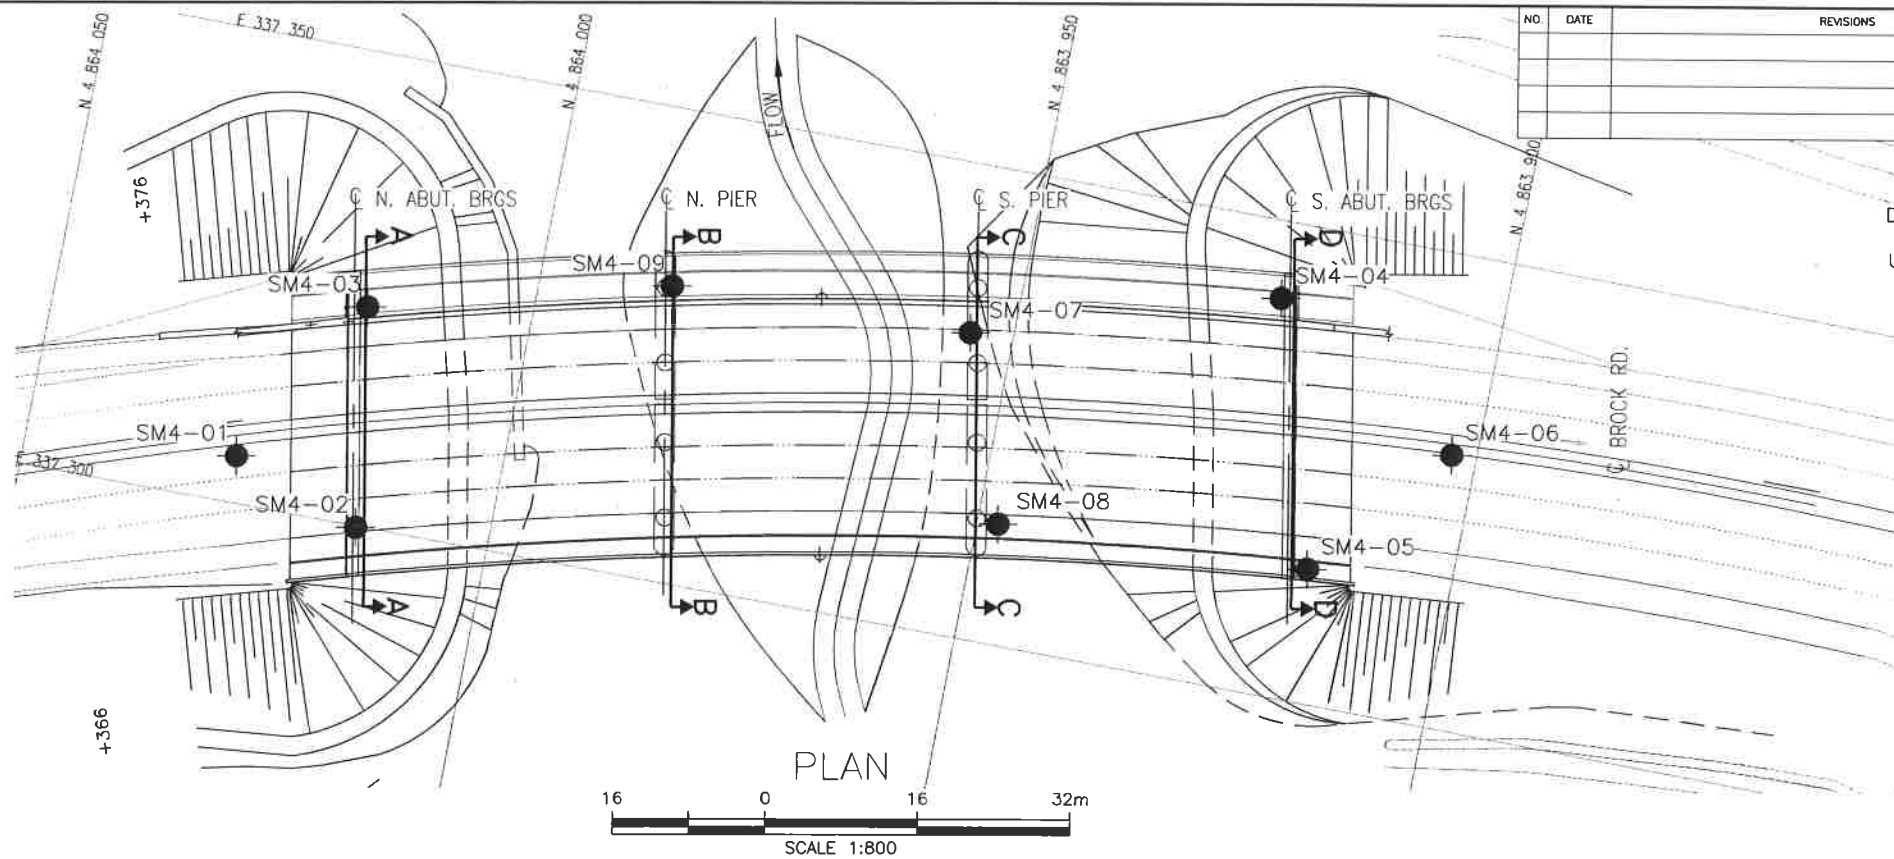 NO. DATE REVISIONS
N 4 864 050
E 337 350
N 4 864 000
N 4 863 950
FLOW
N 4 863 900
+376
℄ N. ABUT. BRGS
℄ N. PIER
℄ S. PIER
℄ S. ABUT. BRGS
A
B
C
D
SM4-03
SM4-09
SM4-07
SM4-04
℄ BROCK RD.
SM4-01
E 337 300
SM4-06
SM4-02
SM4-08
SM4-05
A
B
C
D
+366
PLAN
16 0 16 32m
SCALE 1:800